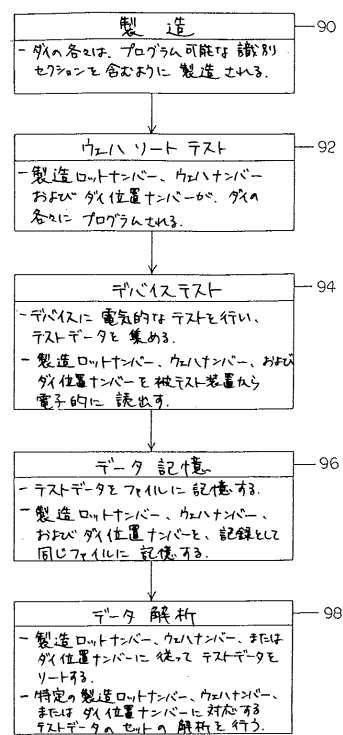 製造
90
- ダイの各々は、プログラム可能な識別
セクションを含むように製造される.
ウェハソートテスト
92
- 製造ロットナンバー、ウェハナンバー
およびダイ位置ナンバーが、ダイの
各々にプログラムされる.
デバイステスト
94
- デバイスに電気的なテストを行い、
テストデータを集める.
- 製造ロットナンバー、ウェハナンバー、および
ダイ位置ナンバーを被テスト装置から
電子的に読出す.
データ記憶
96
- テストデータをファイルに記憶する.
- 製造ロットナンバー、ウェハナンバー、
およびダイ位置ナンバーを、記録として
同じファイルに記憶する.
データ解析
98
- 製造ロットナンバー、ウェハナンバー、または
ダイ位置ナンバーに従ってテストデータを
リートする.
- 特定の製造ロットナンバー、ウェハナンバー、
またはダイ位置ナンバーに対応する
テストデータのセットの解析を行う.